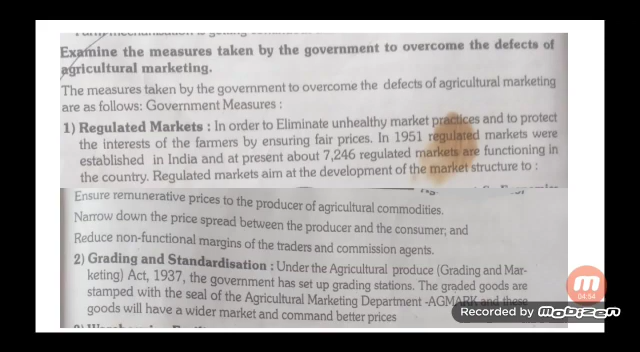 Examine the measures taken by the government to overcome the defects of
agricultural marketing.
The measures taken by the government to overcome the defects of agricultural marketing
are as follows: Government Measures :
1) Regulated Markets : In order to Eliminate unhealthy market practices and to protect
the interests of the farmers by ensuring fair prices. In 1951 regulated markets were
established in India and at present about 7,246 regulated markets are functioning in
the country. Regulated markets aim at the development of the market structure to :
Ensure remunerative prices to the producer of agricultural commodities.
Narrow down the price spread between the producer and the consumer; and
Reduce non-functional margins of the traders and commission agents.
2) Grading and Standardisation : Under the Agricultural produce (Grading and Mar-
keting) Act, 1937, the government has set up grading stations. The graded goods are
stamped with the seal of the Agricultural Marketing Department -AGMARK and these
goods will have a wider market and command better prices
04:54
Recorded by Mobizen